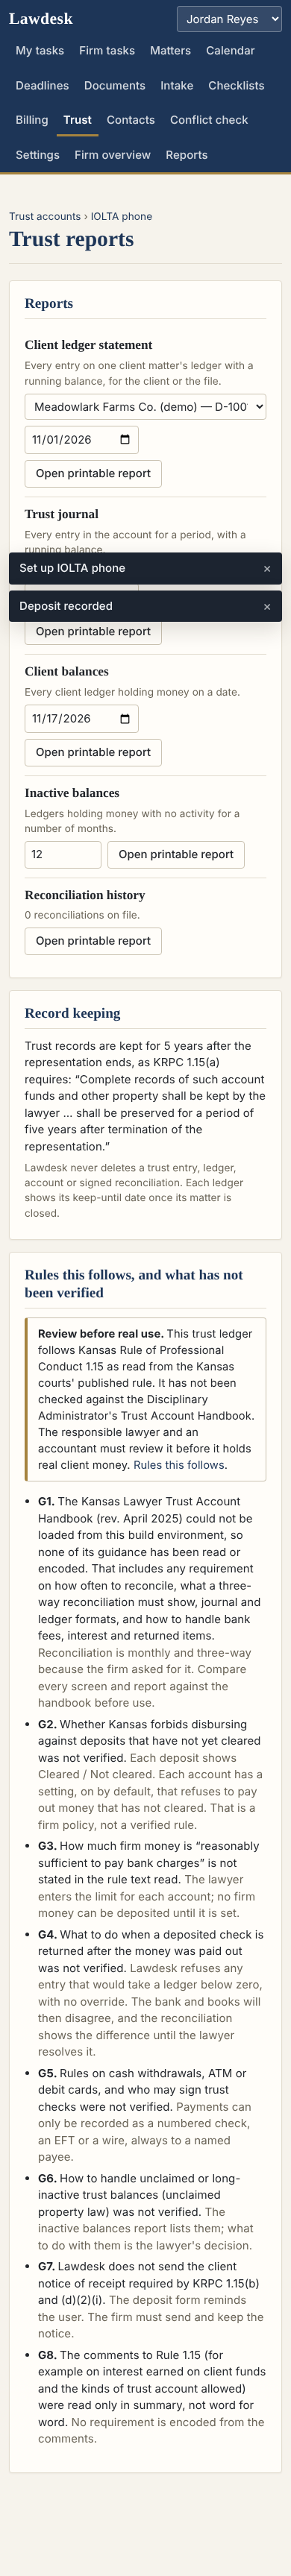 Lawdesk
Jordan Reyes
My tasks Firm tasks Matters Calendar
Deadlines Documents Intake Checklists
Billing Trust Contacts Conflict check
Settings Firm overview Reports
Trust accounts › IOLTA phone
Trust reports
Reports
Client ledger statement
Every entry on one client matter's ledger with a
running balance, for the client or the file.
Meadowlark Farms Co. (demo) — D-100
11/01/2026
Open printable report
Trust journal
Every entry in the account for a period, with a
running balance.
Set up IOLTA phone ×
Deposit recorded ×
Open printable report
Client balances
Every client ledger holding money on a date.
11/17/2026
Open printable report
Inactive balances
Ledgers holding money with no activity for a
number of months.
12 Open printable report
Reconciliation history
0 reconciliations on file.
Open printable report
Record keeping
Trust records are kept for 5 years after the
representation ends, as KRPC 1.15(a)
requires: “Complete records of such account
funds and other property shall be kept by the
lawyer … shall be preserved for a period of
five years after termination of the
representation.”
Lawdesk never deletes a trust entry, ledger,
account or signed reconciliation. Each ledger
shows its keep-until date once its matter is
closed.
Rules this follows, and what has not
been verified
Review before real use. This trust ledger
follows Kansas Rule of Professional
Conduct 1.15 as read from the Kansas
courts' published rule. It has not been
checked against the Disciplinary
Administrator's Trust Account Handbook.
The responsible lawyer and an
accountant must review it before it holds
real client money. Rules this follows.
• G1. The Kansas Lawyer Trust Account
Handbook (rev. April 2025) could not be
loaded from this build environment, so
none of its guidance has been read or
encoded. That includes any requirement
on how often to reconcile, what a three-
way reconciliation must show, journal and
ledger formats, and how to handle bank
fees, interest and returned items.
Reconciliation is monthly and three-way
because the firm asked for it. Compare
every screen and report against the
handbook before use.
• G2. Whether Kansas forbids disbursing
against deposits that have not yet cleared
was not verified. Each deposit shows
Cleared / Not cleared. Each account has a
setting, on by default, that refuses to pay
out money that has not cleared. That is a
firm policy, not a verified rule.
• G3. How much firm money is “reasonably
sufficient to pay bank charges” is not
stated in the rule text read. The lawyer
enters the limit for each account; no firm
money can be deposited until it is set.
• G4. What to do when a deposited check is
returned after the money was paid out
was not verified. Lawdesk refuses any
entry that would take a ledger below zero,
with no override. The bank and books will
then disagree, and the reconciliation
shows the difference until the lawyer
resolves it.
• G5. Rules on cash withdrawals, ATM or
debit cards, and who may sign trust
checks were not verified. Payments can
only be recorded as a numbered check,
an EFT or a wire, always to a named
payee.
• G6. How to handle unclaimed or long-
inactive trust balances (unclaimed
property law) was not verified. The
inactive balances report lists them; what
to do with them is the lawyer's decision.
• G7. Lawdesk does not send the client
notice of receipt required by KRPC 1.15(b)
and (d)(2)(i). The deposit form reminds
the user. The firm must send and keep the
notice.
• G8. The comments to Rule 1.15 (for
example on interest earned on client funds
and the kinds of trust account allowed)
were read only in summary, not word for
word. No requirement is encoded from the
comments.